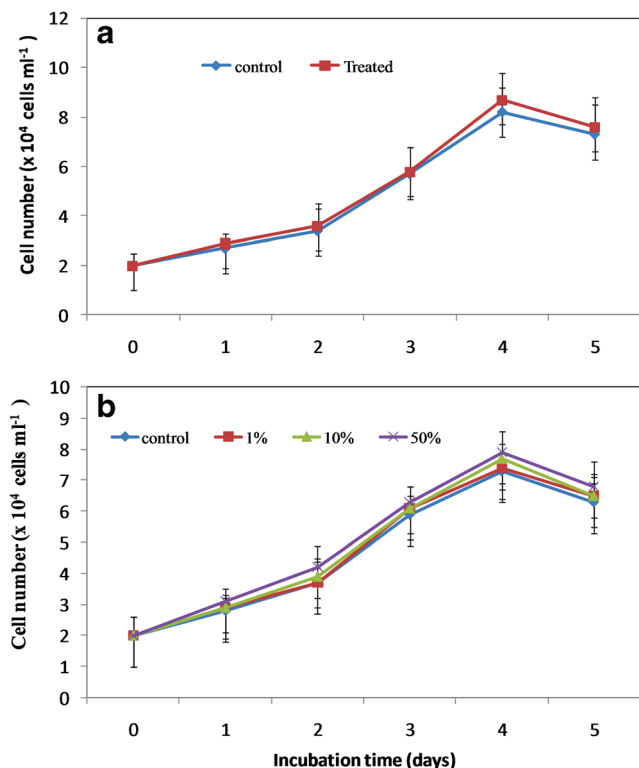 a
control Treated
Cell number (x 10⁴ cells ml⁻¹)
12
10
8
6
4
2
0
0 1 2 3 4 5
b
control 1% 10% 50%
Cell number (x 10⁴ cells ml⁻¹)
10
9
8
7
6
5
4
3
2
1
0
0 1 2 3 4 5
Incubation time (days)